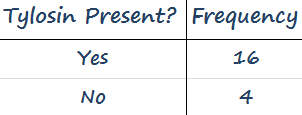 Tylosin Present? Frequency
Yes 16
No 4